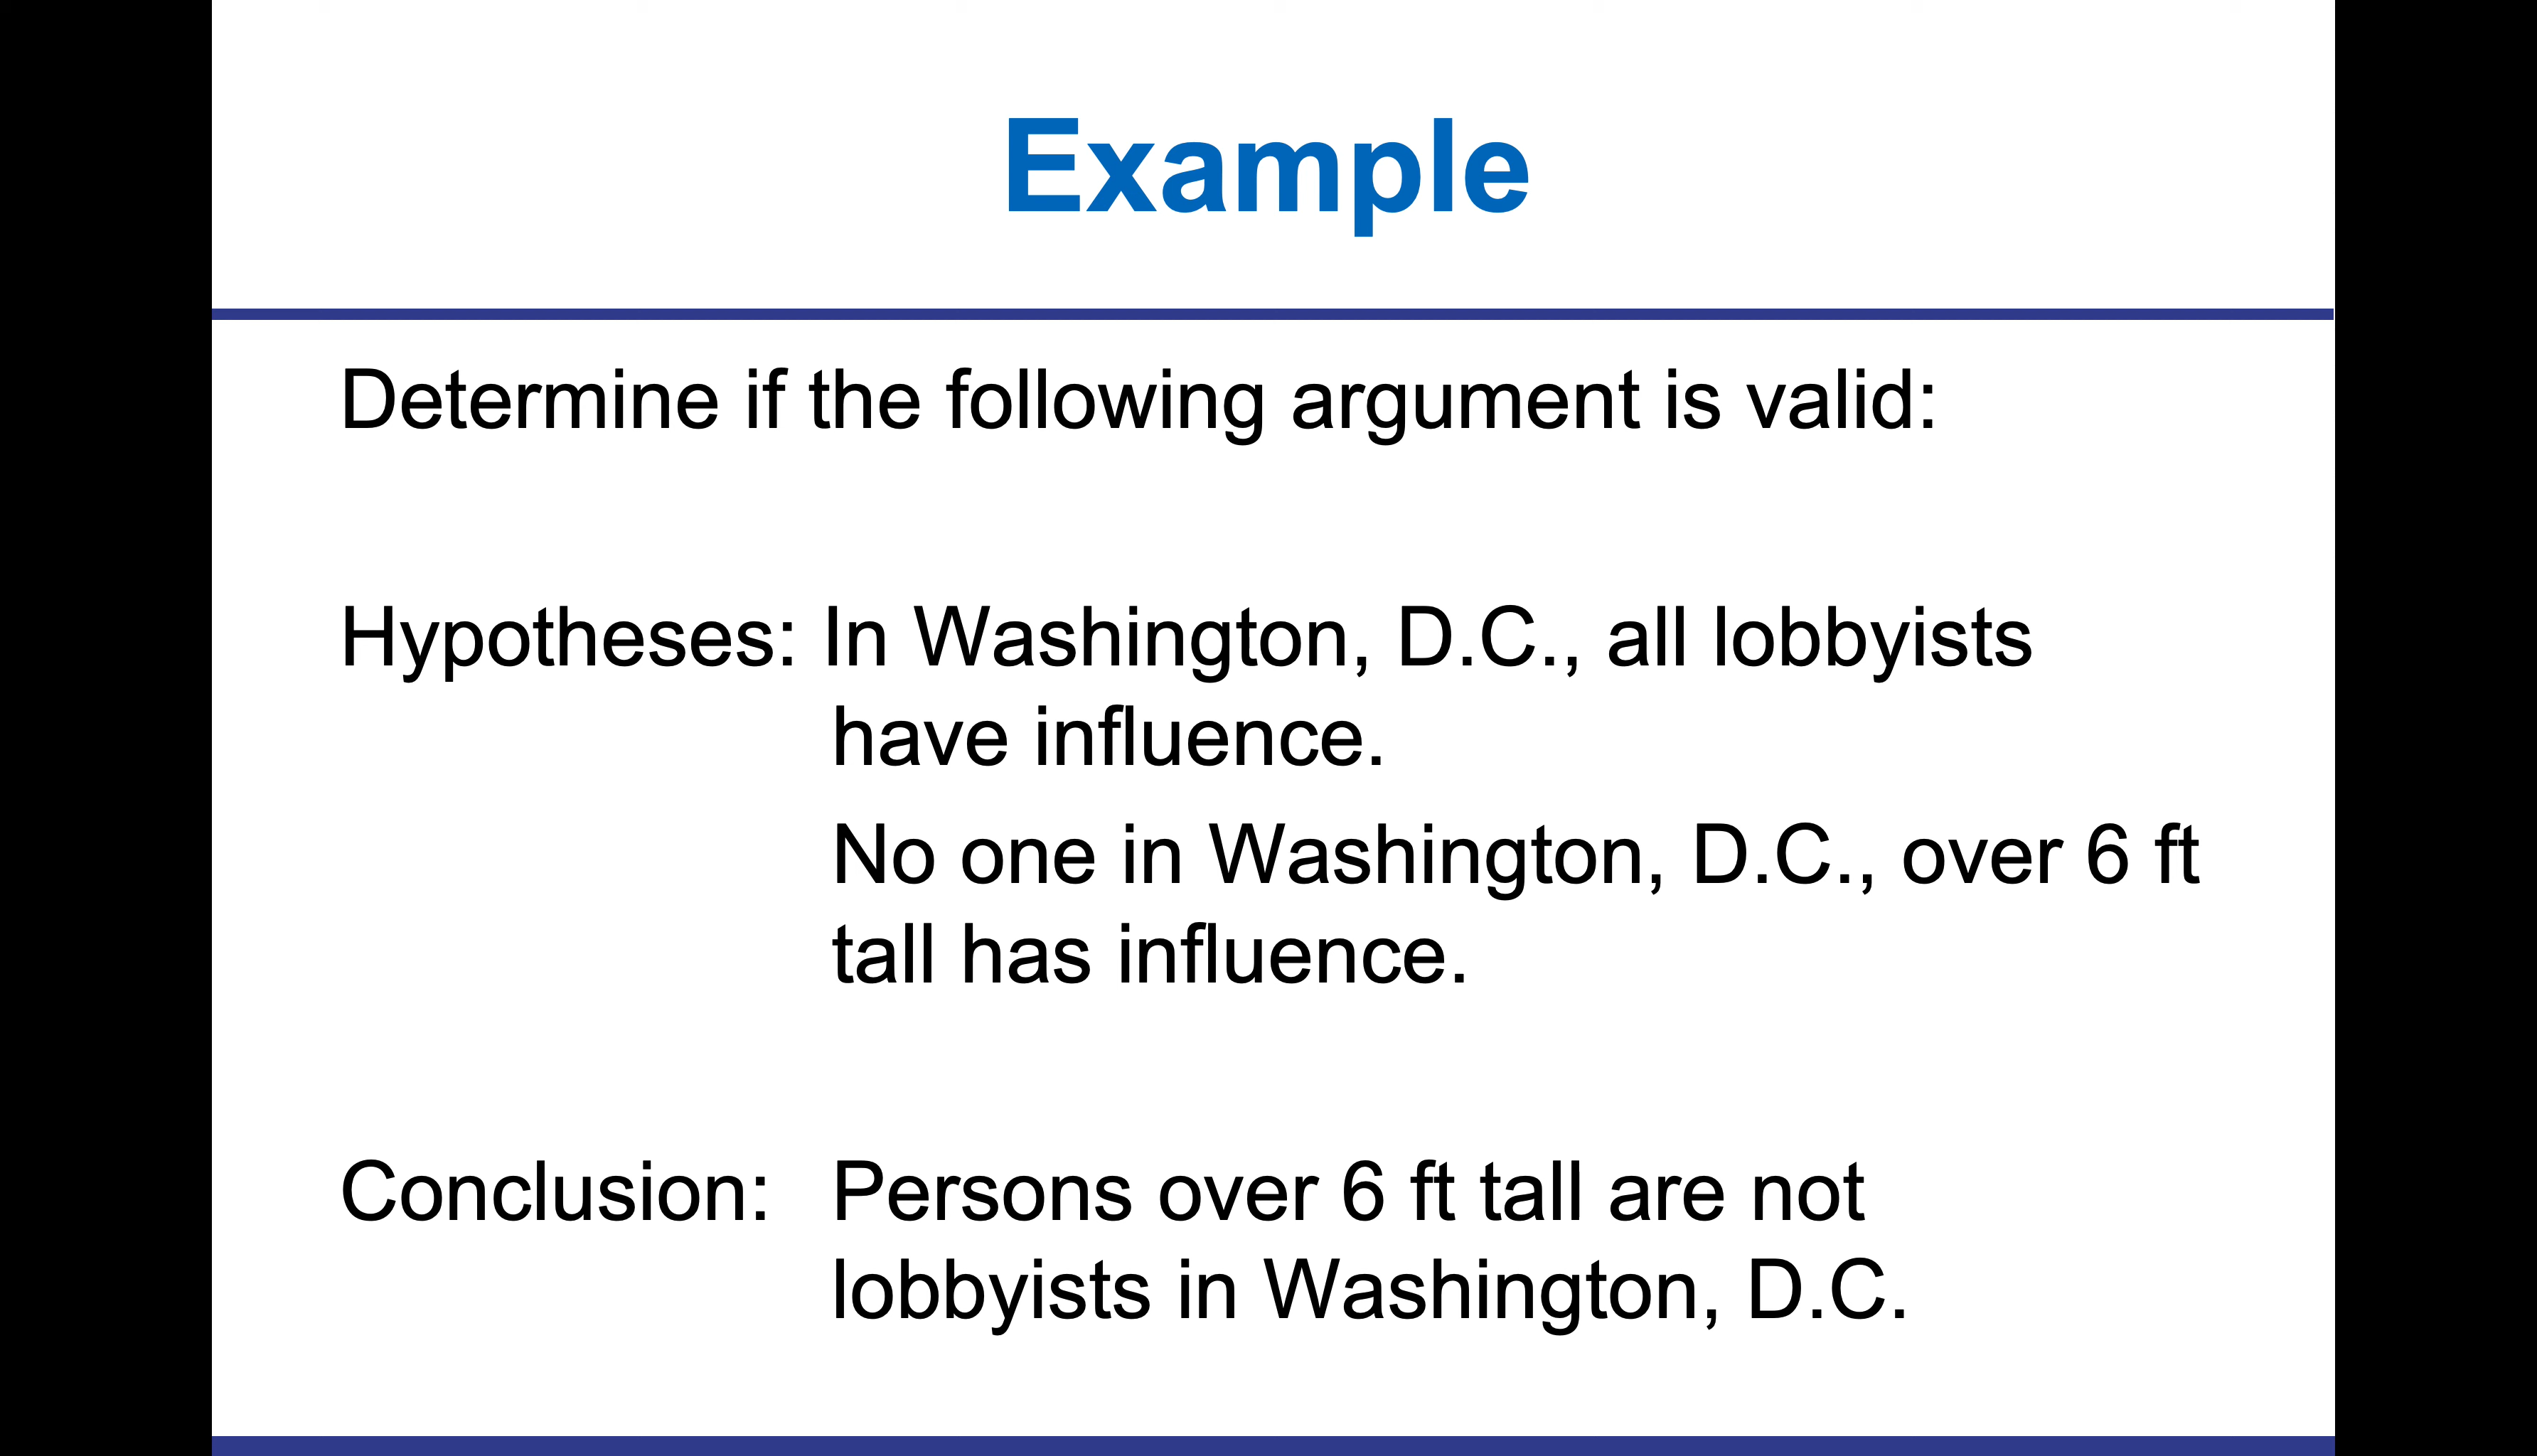 Example
Determine if the following argument is valid:
Hypotheses: In Washington, D.C., all lobbyists
have influence.
No one in Washington, D.C., over 6 ft
tall has influence.
Conclusion: Persons over 6 ft tall are not
lobbyists in Washington, D.C.